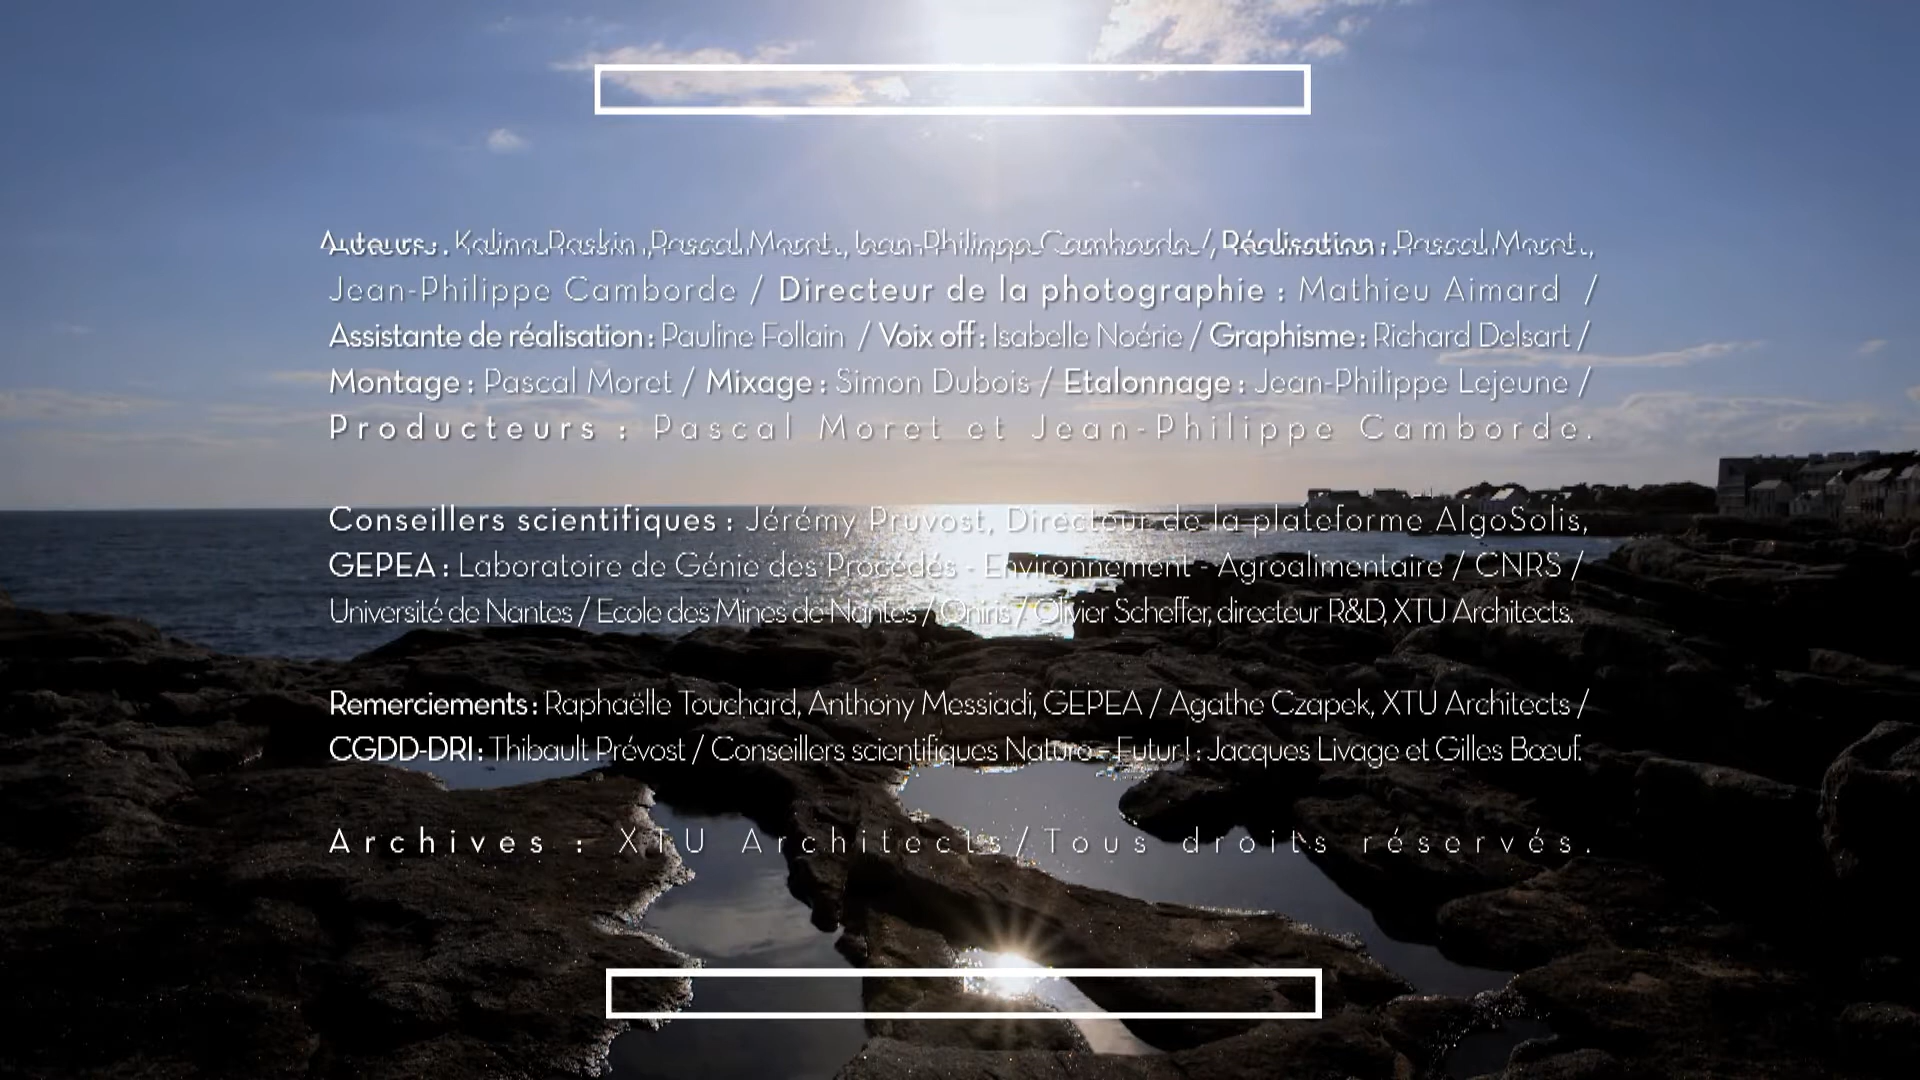 Auteurs : Kalina Raskin, Pascal Moret, Jean-Philippe Camborde / Réalisation : Pascal Moret,
Jean-Philippe Camborde / Directeur de la photographie : Mathieu Aimard /
Assistante de réalisation : Pauline Follain / Voix off : Isabelle Noérie / Graphisme : Richard Delsart /
Montage : Pascal Moret / Mixage : Simon Dubois / Etalonnage : Jean-Philippe Lejeune /
Producteurs : Pascal Moret et Jean-Philippe Camborde.
Conseillers scientifiques : Jérémy Pruvost, Directeur de la plateforme AlgoSolis,
GEPEA : Laboratoire de Génie des Procédés - Environnement - Agroalimentaire / CNRS /
Université de Nantes / Ecole des Mines de Nantes / Oniris / Olivier Scheffer, directeur R&D, XTU Architects.
Remerciements : Raphaëlle Touchard, Anthony Messiadi, GEPEA / Agathe Czapek, XTU Architects /
CGDD-DRI : Thibault Prévost / Conseillers scientifiques Nature = Futur ! : Jacques Livage et Gilles Bœuf.
Archives : XTU Architects/Tous droits réservés.